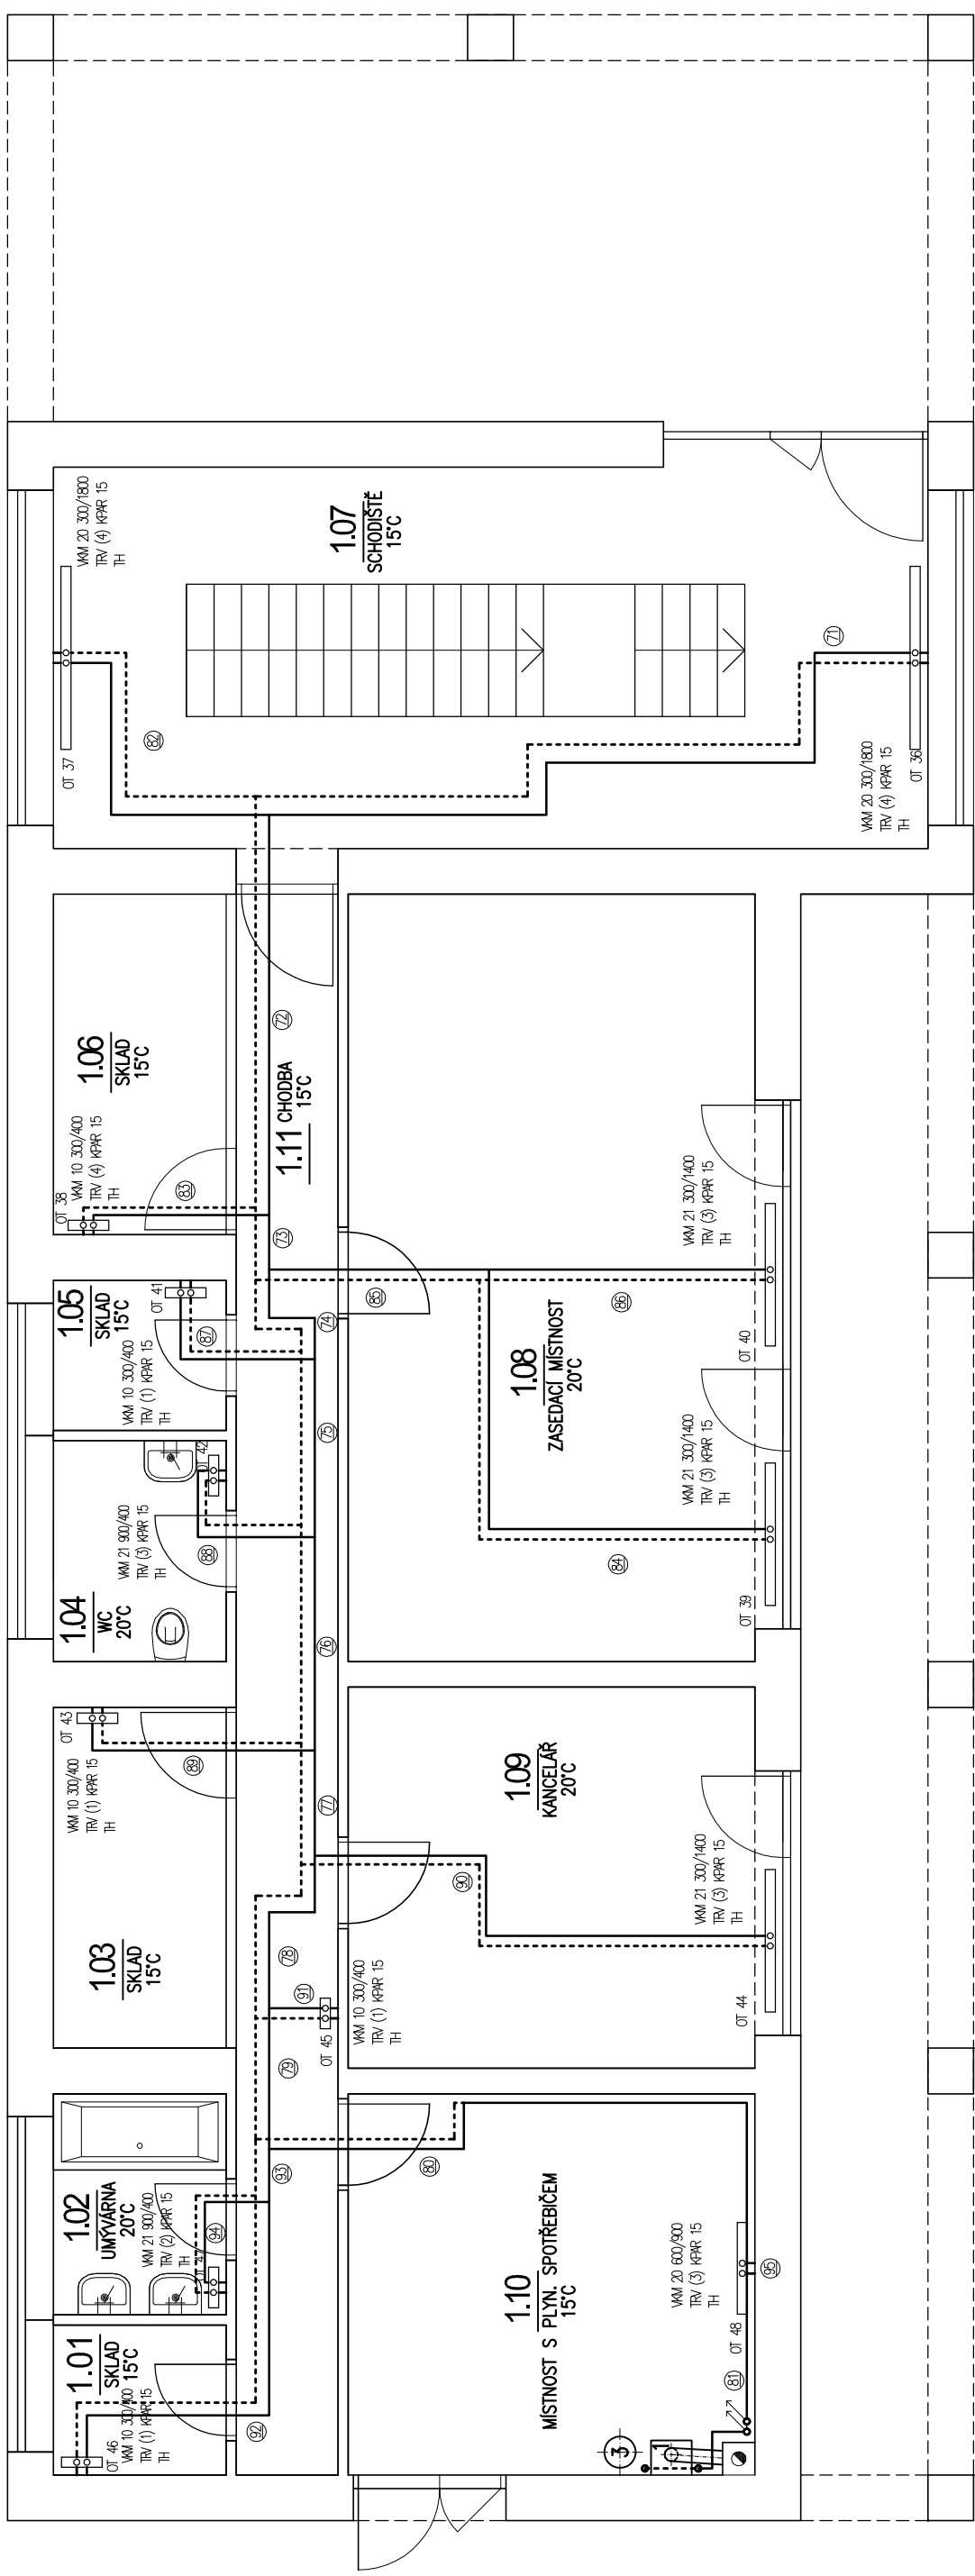 VKM 20 300/1800
TRV (4) KPAR 15
TH
OT 37
1.07
SCHODIŠTĚ
15°C
82
71
VKM 20 300/1800
TRV (4) KPAR 15
TH
OT 36
1.06
SKLAD
15°C
VKM 10 300/400
TRV (4) KPAR 15
TH
OT 38
83
72
1.11 CHODBA
15°C
73
74
85
86
VKM 21 300/1400
TRV (3) KPAR 15
TH
OT 40
1.08
ZASEDACÍ MÍSTNOST
20°C
VKM 21 300/1400
TRV (3) KPAR 15
TH
OT 39
84
1.05
SKLAD
15°C
VKM 10 300/400
TRV (1) KPAR 15
TH
OT 41
87
75
OT 42
VKM 21 900/400
TRV (3) KPAR 15
TH
88
1.04
WC
20°C
76
OT 43
VKM 10 300/400
TRV (1) KPAR 15
TH
89
77
1.03
SKLAD
15°C
1.09
KANCELÁŘ
20°C
90
VKM 21 300/1400
TRV (3) KPAR 15
TH
OT 44
78
91
OT 45
VKM 10 300/400
TRV (1) KPAR 15
TH
79
80
93
1.02
UMÝVÁRNA
20°C
VKM 21 900/400
TRV (2) KPAR 15
TH
OT 47
94
1.01
SKLAD
15°C
VKM 10 300/400
TRV (1) KPAR 15
TH
OT 46
92
1.10
MÍSTNOST S PLYN. SPOTŘEBIČEM
15°C
VKM 20 600/900
TRV (3) KPAR 15
TH
OT 48
95
81
3
1